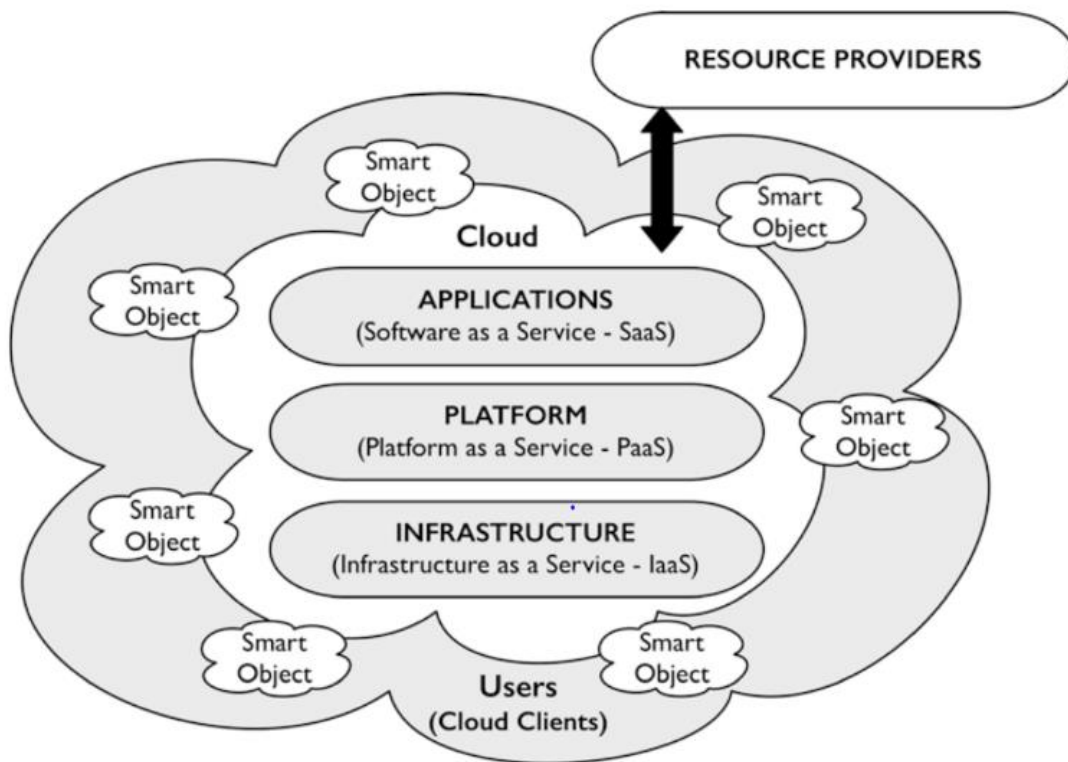 RESOURCE PROVIDERS
Smart
Object
Smart
Object
Cloud
Smart
Object
APPLICATIONS
(Software as a Service - SaaS)
PLATFORM
(Platform as a Service - PaaS)
Smart
Object
Smart
Object
INFRASTRUCTURE
(Infrastructure as a Service - IaaS)
Smart
Object
Smart
Object
Users
(Cloud Clients)